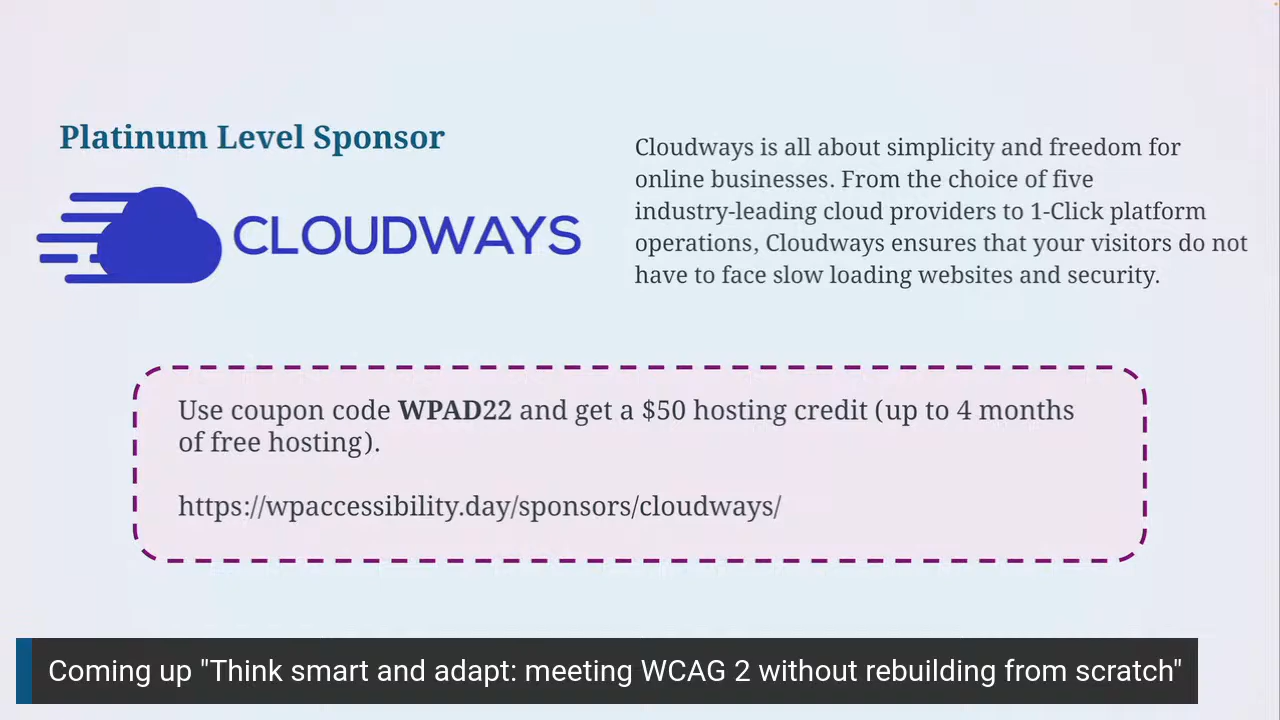 Platinum Level Sponsor
CLOUDWAYS
Cloudways is all about simplicity and freedom for
online businesses. From the choice of five
industry-leading cloud providers to 1-Click platform
operations, Cloudways ensures that your visitors do not
have to face slow loading websites and security.
Use coupon code WPAD22 and get a $50 hosting credit (up to 4 months
of free hosting).
https://wpaccessibility.day/sponsors/cloudways/
Coming up "Think smart and adapt: meeting WCAG 2 without rebuilding from scratch"